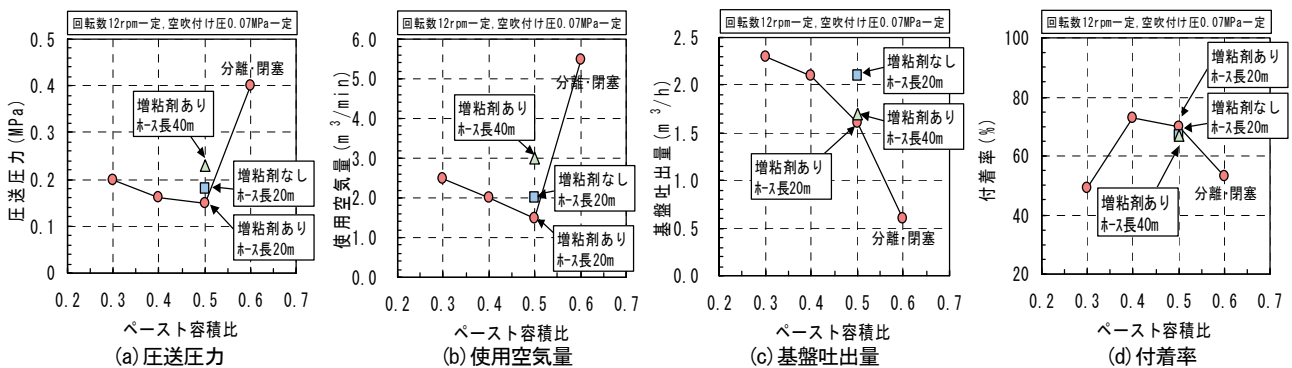 回転数12rpm一定,空吹付け圧0.07MPa一定
0.5
0.4
0.3
0.2
0.1
0
圧送圧力(MPa)
分離・閉塞
増粘剤あり
ホース長40m
増粘剤なし
ホース長20m
増粘剤あり
ホース長20m
0.2 0.3 0.4 0.5 0.6 0.7
ペースト容積比
(a)圧送圧力
回転数12rpm一定,空吹付け圧0.07MPa一定
6.0
5.0
4.0
3.0
2.0
1.0
0.0
使用空気量(m³/min)
分離・閉塞
増粘剤あり
ホース長40m
増粘剤なし
ホース長20m
増粘剤あり
ホース長20m
0.2 0.3 0.4 0.5 0.6 0.7
ペースト容積比
(b)使用空気量
回転数12rpm一定,空吹付け圧0.07MPa一定
2.5
2.0
1.5
1.0
0.5
0.0
基盤吐出量(m³/h)
増粘剤なし
ホース長20m
増粘剤あり
ホース長40m
増粘剤あり
ホース長20m
分離・閉塞
0.2 0.3 0.4 0.5 0.6 0.7
ペースト容積比
(c)基盤吐出量
回転数12rpm一定,空吹付け圧0.07MPa一定
100
80
60
40
20
付着率(%)
増粘剤あり
ホース長20m
増粘剤なし
ホース長20m
増粘剤あり
ホース長40m
分離・閉塞
0.2 0.3 0.4 0.5 0.6 0.7
ペースト容積比
(d)付着率